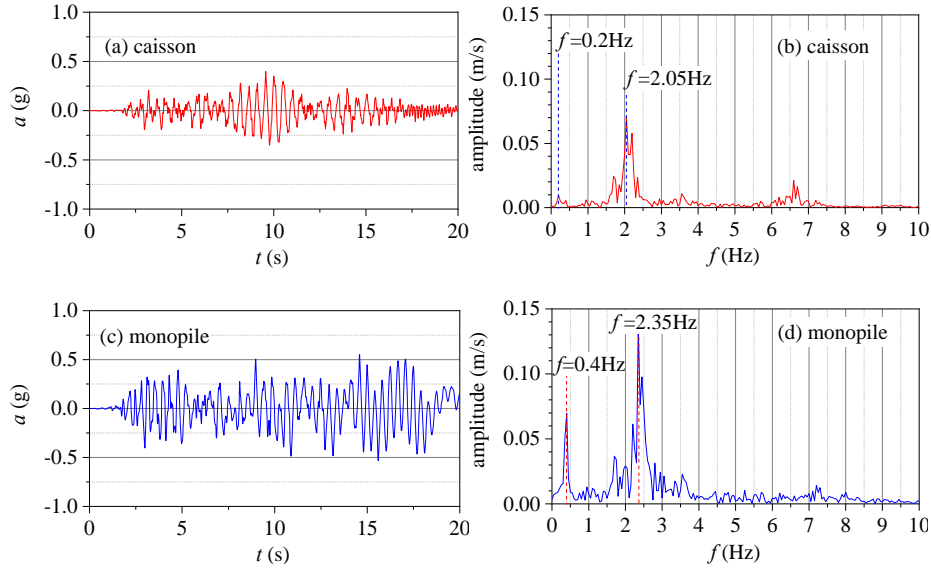 1.0
0.5
0.0
-0.5
-1.0
a (g)
(a) caisson
0 5 10 15 20
t (s)
0.15
0.10
0.05
0.00
amplitude (m/s)
f=0.2Hz
(b) caisson
f=2.05Hz
0 1 2 3 4 5 6 7 8 9 10
f (Hz)
1.0
0.5
0.0
-0.5
-1.0
a (g)
(c) monopile
0 5 10 15 20
t (s)
0.15
0.10
0.05
0.00
amplitude (m/s)
f=2.35Hz
(d) monopile
f=0.4Hz
0 1 2 3 4 5 6 7 8 9 10
f (Hz)